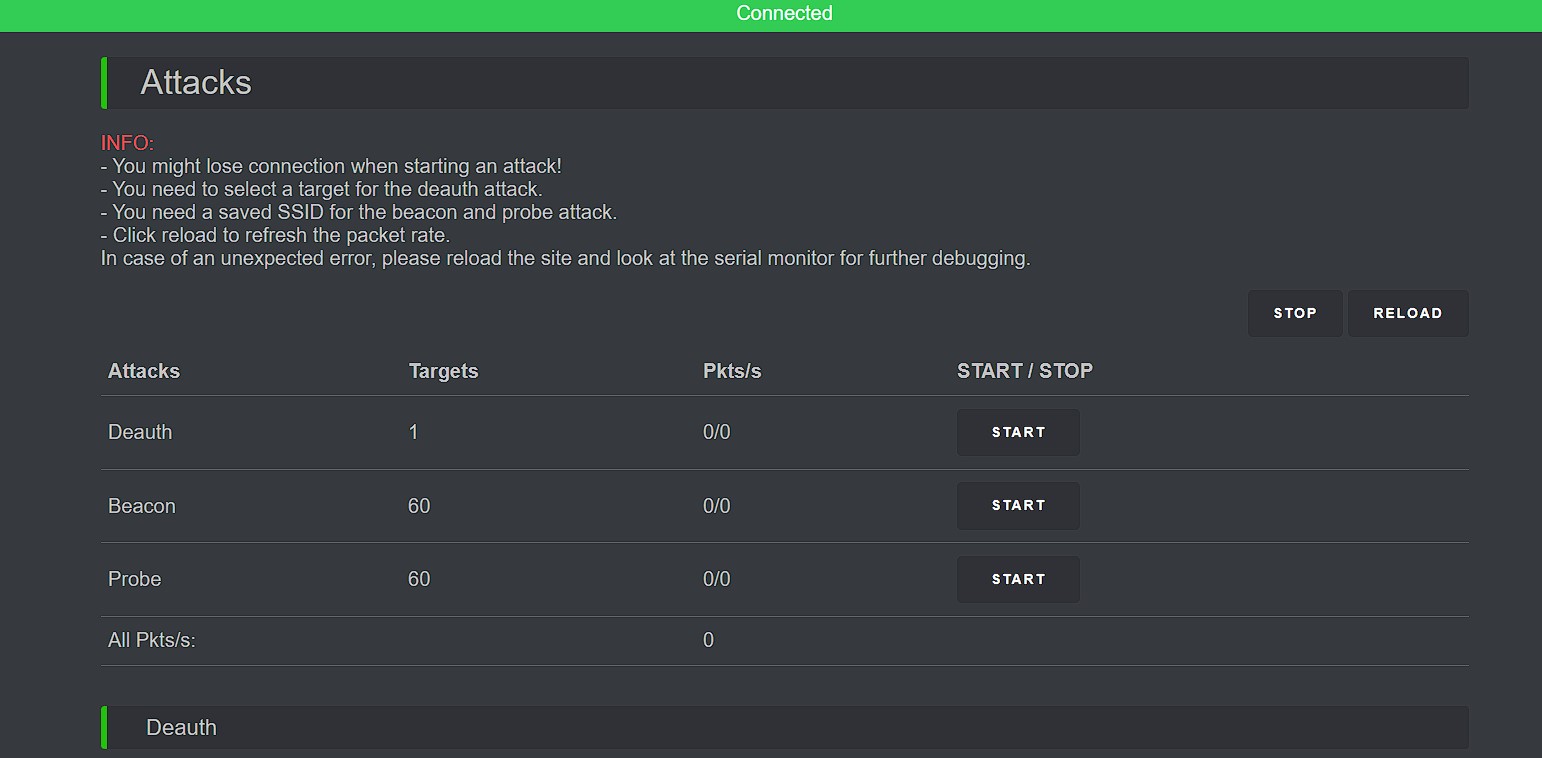 Connected
Attacks
INFO:
- You might lose connection when starting an attack!
- You need to select a target for the deauth attack.
- You need a saved SSID for the beacon and probe attack.
- Click reload to refresh the packet rate.
In case of an unexpected error, please reload the site and look at the serial monitor for further debugging.
STOP RELOAD
Attacks Targets Pkts/s START / STOP
Deauth 1 0/0 START
Beacon 60 0/0 START
Probe 60 0/0 START
All Pkts/s: 0
Deauth